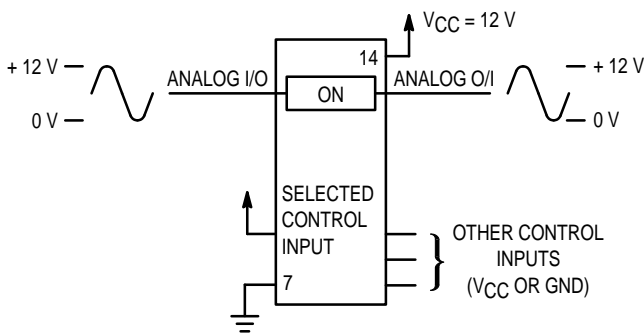 VCC = 12 V
14
+ 12 V
ANALOG I/O
ON
ANALOG O/I
+ 12 V
0 V
0 V
SELECTED
CONTROL
INPUT
7
OTHER CONTROL
INPUTS
(VCC OR GND)